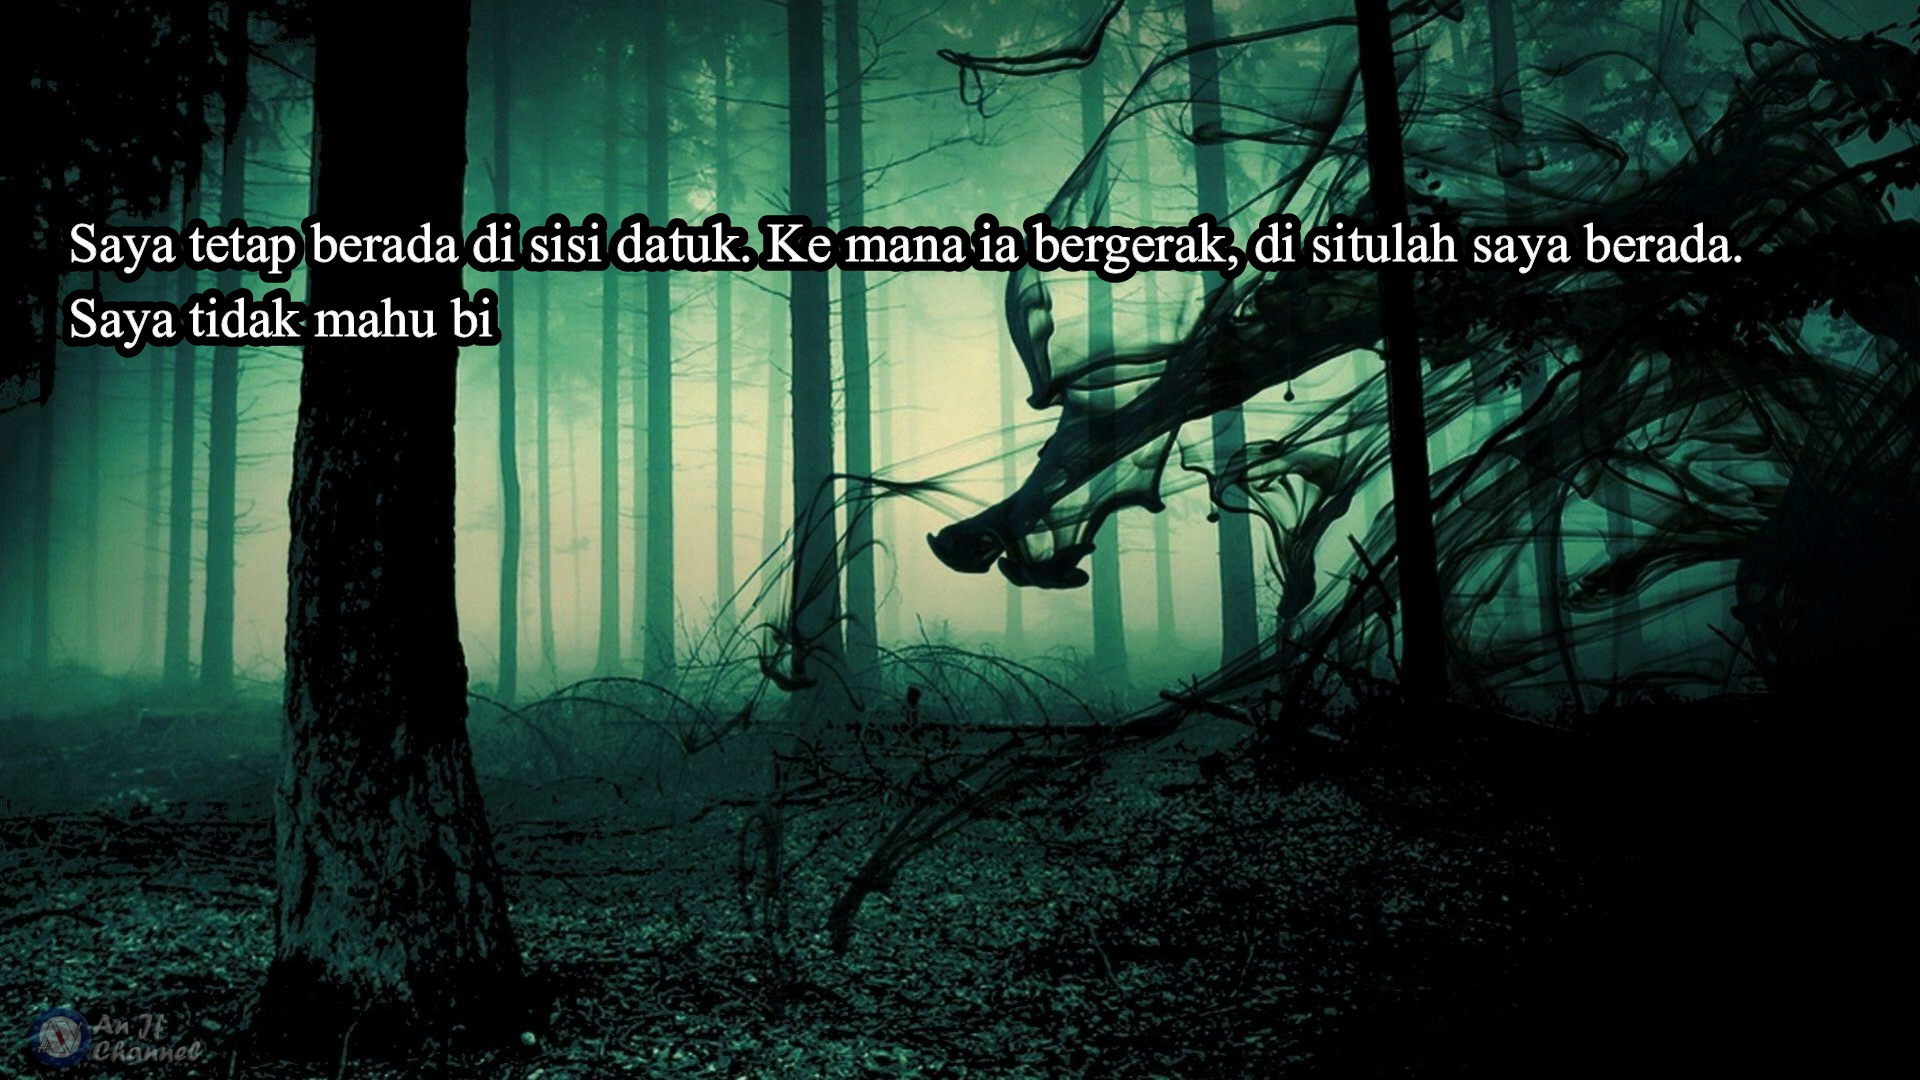 Saya tetap berada di sisi datuk. Ke mana ia bergerak, di situlah saya berada.
Saya tidak mahu bi
An Jt
Channel